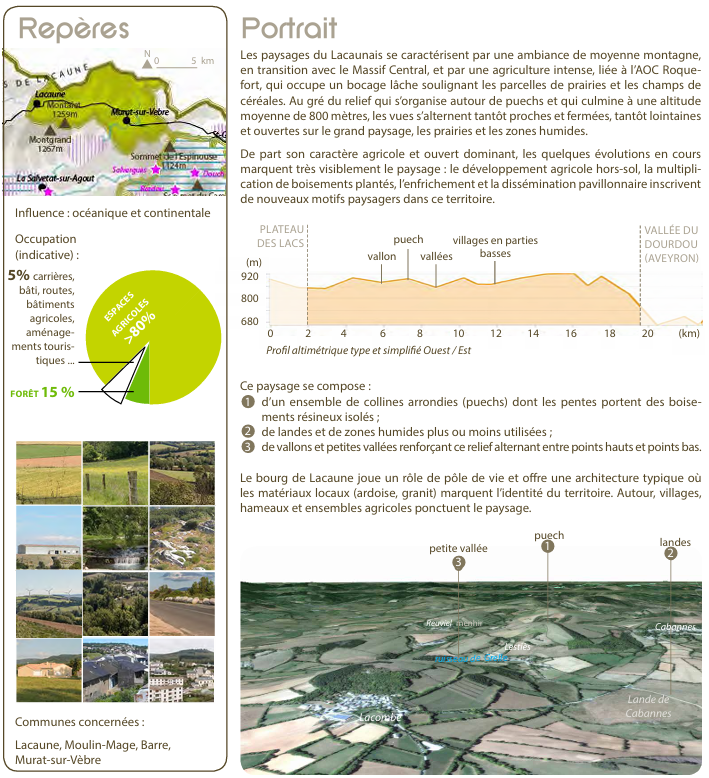 Repères
N
0 5 km
S DE LACAUNE
Lacaune
Montalet
1259m
Murat-sur-Vèbre
Montgrand
1267m
Sommet de l'Espinouse
1124m
Salvergues
Douch
La Salvetat-sur-Agout
Influence : océanique et continentale
Occupation
(indicative) :
5% carrières,
bâti, routes,
bâtiments
agricoles,
aménage-
ments touris-
tiques ...
ESPACES
AGRICOLES
>80%
FORÊT 15 %
Communes concernées :
Lacaune, Moulin-Mage, Barre,
Murat-sur-Vèbre
Portrait
Les paysages du Lacaunais se caractérisent par une ambiance de moyenne montagne,
en transition avec le Massif Central, et par une agriculture intense, liée à l'AOC Roque-
fort, qui occupe un bocage lâche soulignant les parcelles de prairies et les champs de
céréales. Au gré du relief qui s'organise autour de puechs et qui culmine à une altitude
moyenne de 800 mètres, les vues s'alternent tantôt proches et fermées, tantôt lointaines
et ouvertes sur le grand paysage, les prairies et les zones humides.
De part son caractère agricole et ouvert dominant, les quelques évolutions en cours
marquent très visiblement le paysage : le développement agricole hors-sol, la multipli-
cation de boisements plantés, l'enfrichement et la dissémination pavillonnaire inscrivent
de nouveaux motifs paysagers dans ce territoire.
PLATEAU
DES LACS
vallon
puech
vallées
villages en parties
basses
VALLÉE DU
DOURDOU
(AVEYRON)
(m)
920
800
680
0 2 4 6 8 10 12 14 16 18 20 (km)
Profil altimétrique type et simplifié Ouest / Est
Ce paysage se compose :
1 d'un ensemble de collines arrondies (puechs) dont les pentes portent des boise-
ments résineux isolés ;
2 de landes et de zones humides plus ou moins utilisées ;
3 de vallons et petites vallées renforçant ce relief alternant entre points hauts et points bas.
Le bourg de Lacaune joue un rôle de pôle de vie et offre une architecture typique où
les matériaux locaux (ardoise, granit) marquent l'identité du territoire. Autour, villages,
hameaux et ensembles agricoles ponctuent le paysage.
petite vallée
3
puech
1
landes
2
Reuviel menhir
Lestiès
Cabannes
Lande de
Cabannes
Lacombe